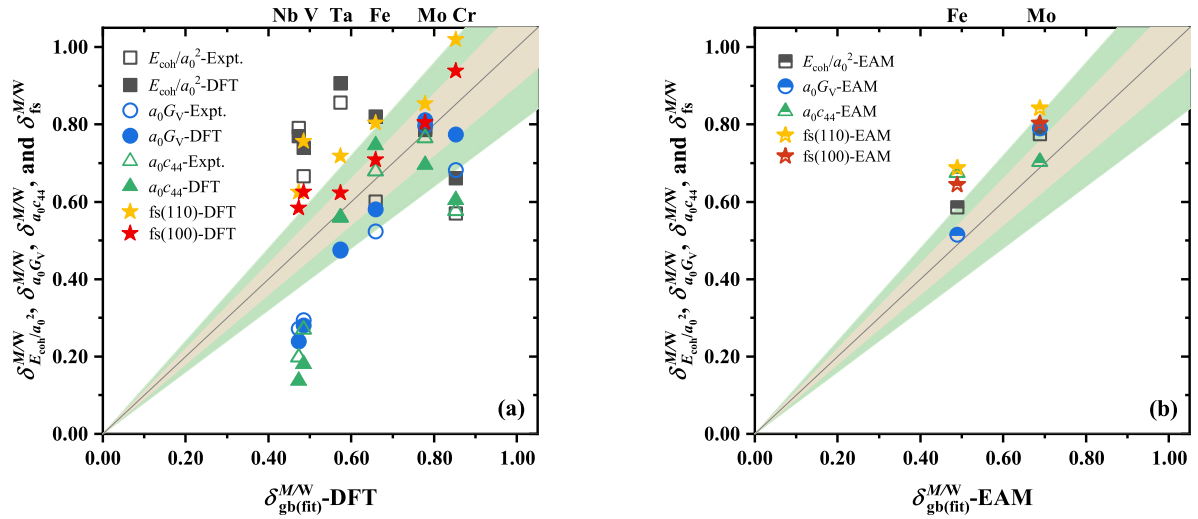 Nb V Ta Fe Mo Cr
E_coh/a_0^2-Expt.
E_coh/a_0^2-DFT
a_0G_V-Expt.
a_0G_V-DFT
a_0c_44-Expt.
a_0c_44-DFT
fs(110)-DFT
fs(100)-DFT
(a)
1.00
0.80
0.60
0.40
0.20
0.00
0.00 0.20 0.40 0.60 0.80 1.00
δ^{M/W}_{E_coh/a_0^2}, δ^{M/W}_{a_0G_V}, δ^{M/W}_{a_0c_44}, and δ^{M/W}_{fs}
δ^{M/W}_{gb(fit)}-DFT
Fe Mo
E_coh/a_0^2-EAM
a_0G_V-EAM
a_0c_44-EAM
fs(110)-EAM
fs(100)-EAM
(b)
1.00
0.80
0.60
0.40
0.20
0.00
0.00 0.20 0.40 0.60 0.80 1.00
δ^{M/W}_{E_coh/a_0^2}, δ^{M/W}_{a_0G_V}, δ^{M/W}_{a_0c_44}, and δ^{M/W}_{fs}
δ^{M/W}_{gb(fit)}-EAM